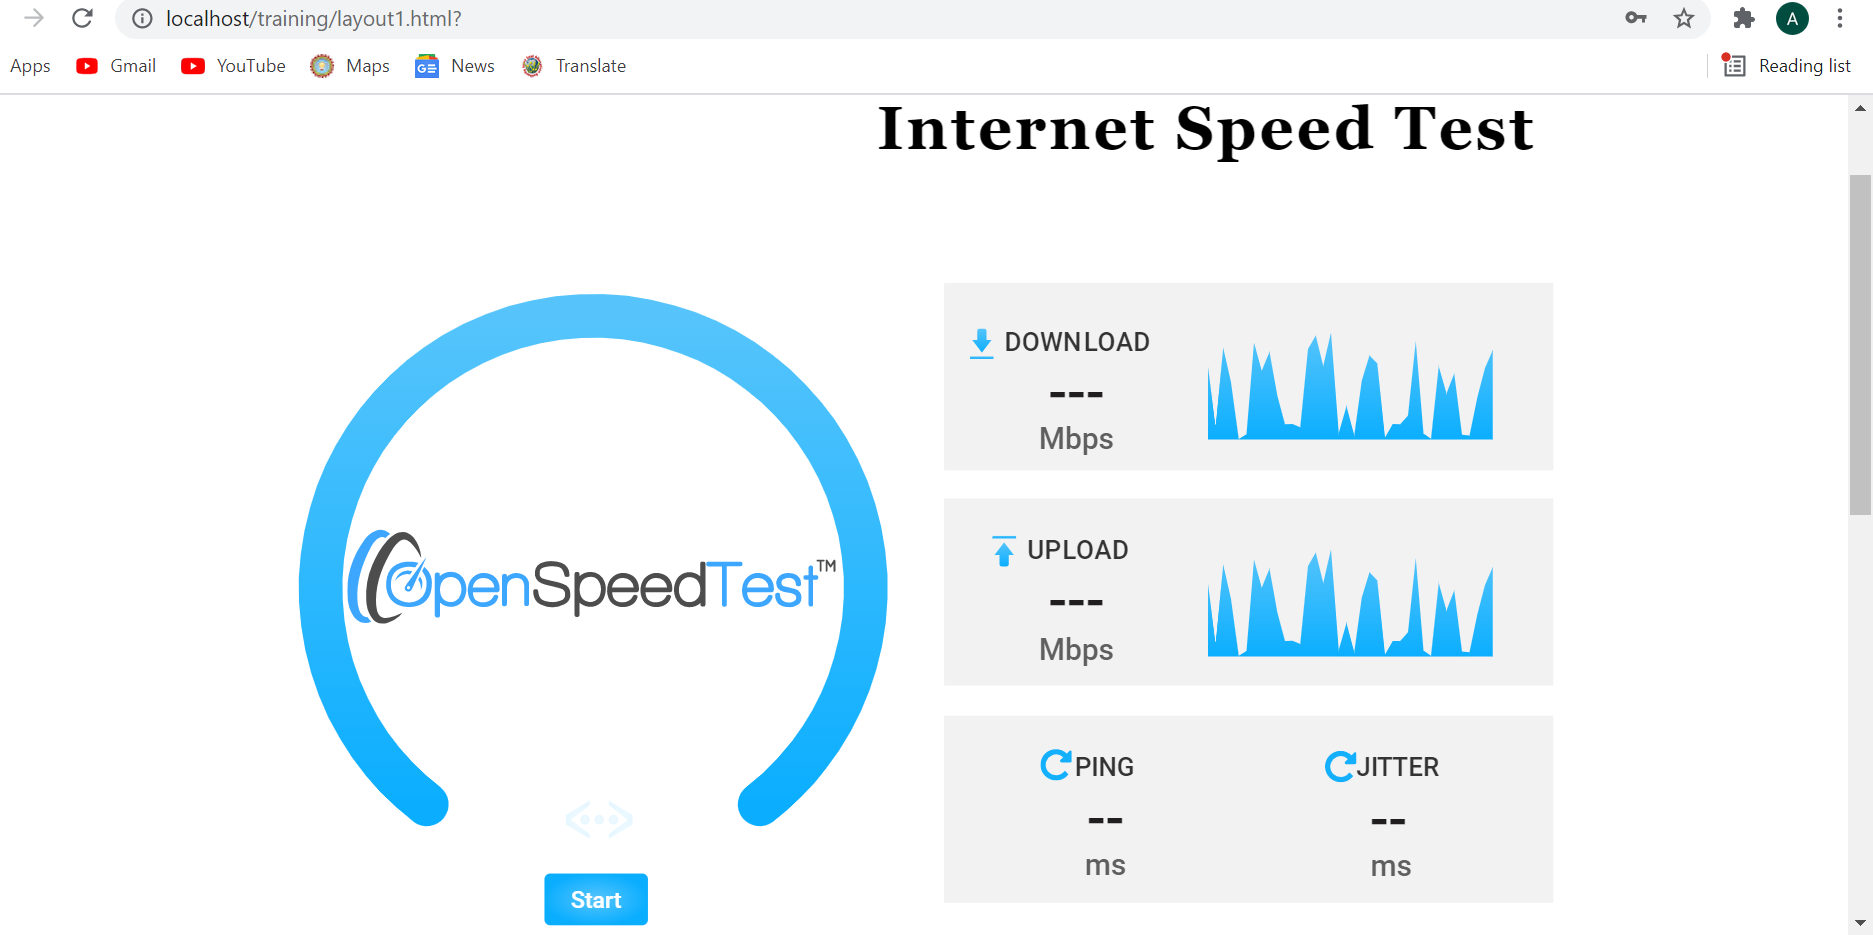 localhost/training/layout1.html?
A
Apps Gmail YouTube Maps GE News Translate Reading list
Internet Speed Test
OpenSpeedTest™
Start
DOWNLOAD
---
Mbps
UPLOAD
---
Mbps
PING JITTER
-- --
ms ms